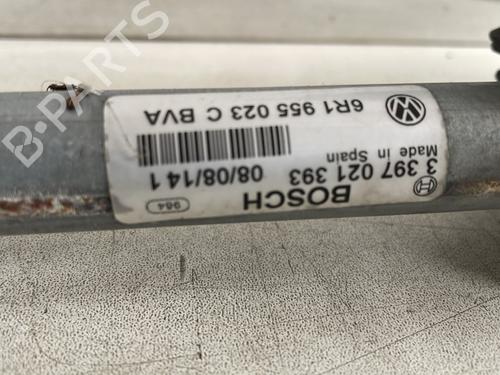 BOSCH 984
3 397 021 393 08/08/14 1
Made in Spain
6R1 955 023 C BVA
B-PARTS